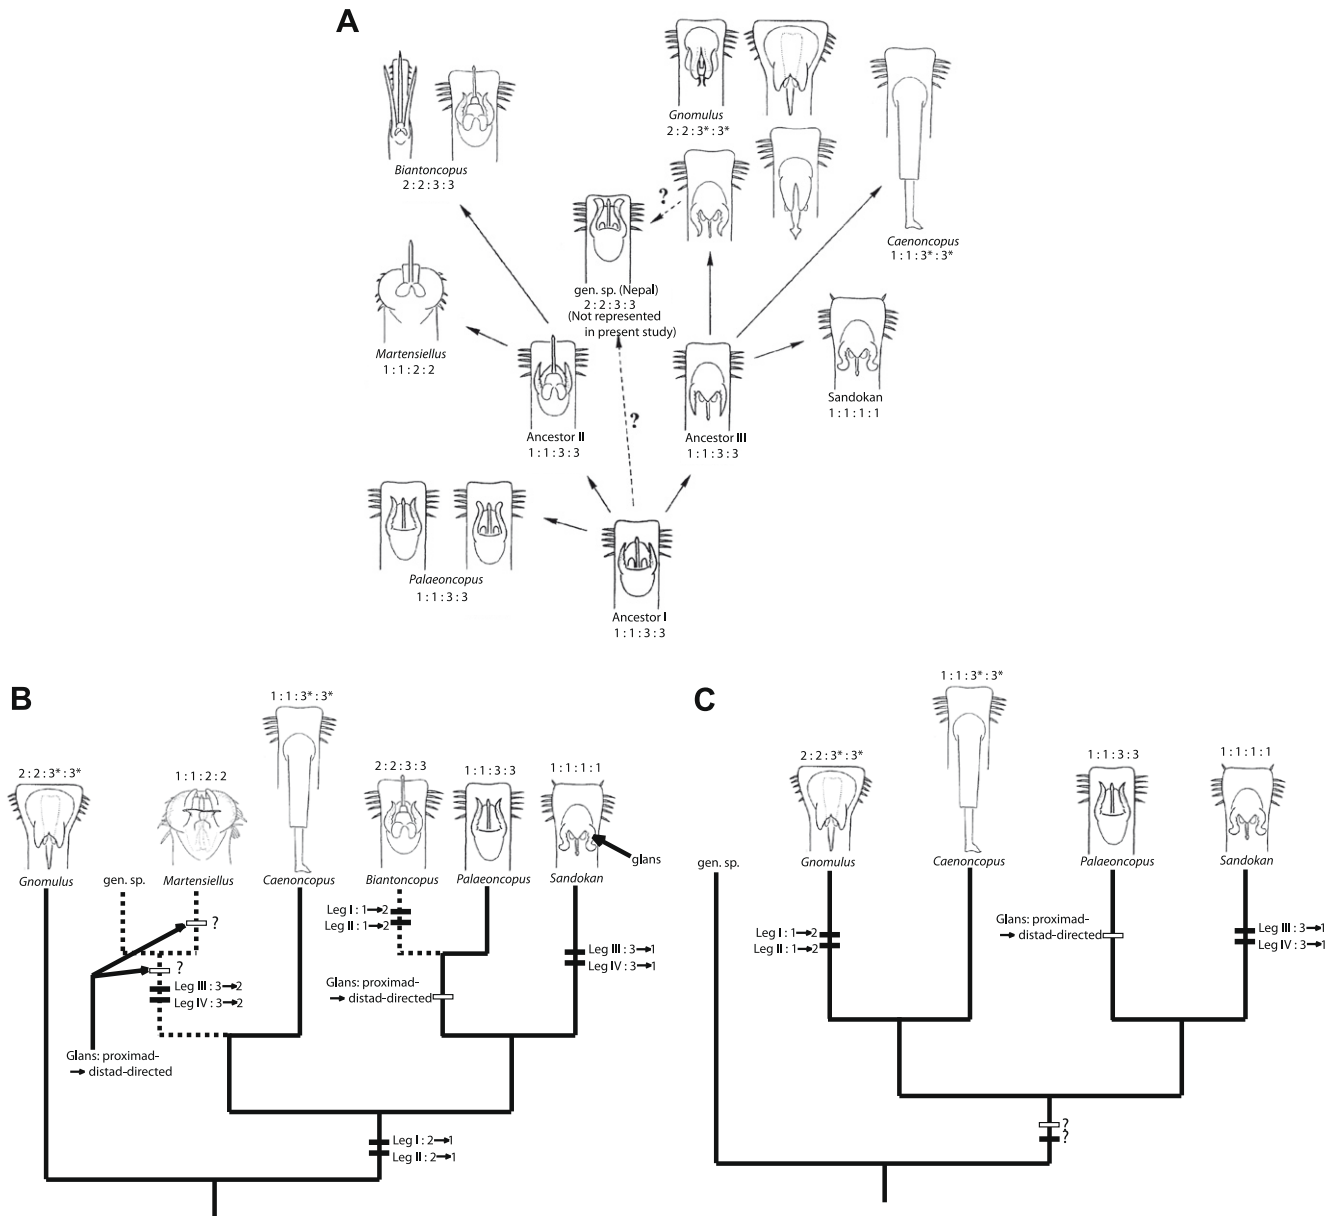 A
Biantoncopus
2 : 2 : 3 : 3
Gnomulus
2 : 2 : 3* : 3*
Caenoncopus
1 : 1 : 3* : 3*
?
gen. sp. (Nepal)
2 : 2 : 3 : 3
(Not represented
in present study)
Martensiellus
1 : 1 : 2 : 2
Sandokan
1 : 1 : 1 : 1
?
Ancestor II
1 : 1 : 3 : 3
Ancestor III
1 : 1 : 3 : 3
Palaeoncopus
1 : 1 : 3 : 3
Ancestor I
1 : 1 : 3 : 3
B
2 : 2 : 3* : 3*
Gnomulus
gen. sp.
1 : 1 : 2 : 2
Martensiellus
1 : 1 : 3* : 3*
Caenoncopus
2 : 2 : 3 : 3
Biantoncopus
1 : 1 : 3 : 3
Palaeoncopus
1 : 1 : 1 : 1
Sandokan
glans
Leg I : 1→2
Leg II : 1→2
?
?
Leg III : 3→2
Leg IV : 3→2
Glans: proximad-
→ distad-directed
Glans: proximad-
→ distad-directed
Leg III : 3→1
Leg IV : 3→1
Leg I : 2→1
Leg II : 2→1
C
gen. sp.
2 : 2 : 3* : 3*
Gnomulus
1 : 1 : 3* : 3*
Caenoncopus
1 : 1 : 3 : 3
Palaeoncopus
1 : 1 : 1 : 1
Sandokan
Leg I : 1→2
Leg II : 1→2
Glans: proximad-
→ distad-directed
Leg III : 3→1
Leg IV : 3→1
?
?